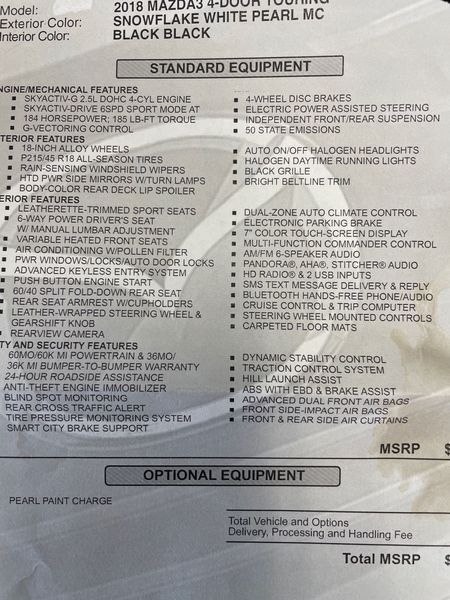 Model: 2018 MAZDA3 4-DOOR TOURING
Exterior Color: SNOWFLAKE WHITE PEARL MC
Interior Color: BLACK BLACK
STANDARD EQUIPMENT
NGINE/MECHANICAL FEATURES
■ SKYACTIV-G 2.5L DOHC 4-CYL ENGINE
■ SKYACTIV-DRIVE 6SPD SPORT MODE AT
■ 184 HORSEPOWER; 185 LB-FT TORQUE
■ G-VECTORING CONTROL
■ 4-WHEEL DISC BRAKES
■ ELECTRIC POWER ASSISTED STEERING
■ INDEPENDENT FRONT/REAR SUSPENSION
■ 50 STATE EMISSIONS
TERIOR FEATURES
■ 18-INCH ALLOY WHEELS
■ P215/45 R18 ALL-SEASON TIRES
■ RAIN-SENSING WINDSHIELD WIPERS
■ HTD PWR SIDE MIRRORS W/TURN LAMPS
■ BODY-COLOR REAR DECK LIP SPOILER
■ AUTO ON/OFF HALOGEN HEADLIGHTS
■ HALOGEN DAYTIME RUNNING LIGHTS
■ BLACK GRILLE
■ BRIGHT BELTLINE TRIM
ERIOR FEATURES
■ LEATHERETTE-TRIMMED SPORT SEATS
■ 6-WAY POWER DRIVER'S SEAT
W/ MANUAL LUMBAR ADJUSTMENT
■ VARIABLE HEATED FRONT SEATS
■ AIR CONDITIONING W/POLLEN FILTER
■ PWR WINDOWS/LOCKS/AUTO DOOR LOCKS
■ ADVANCED KEYLESS ENTRY SYSTEM
■ PUSH BUTTON ENGINE START
■ 60/40 SPLIT FOLD-DOWN REAR SEAT
■ REAR SEAT ARMREST W/CUPHOLDERS
■ LEATHER-WRAPPED STEERING WHEEL &
GEARSHIFT KNOB
■ REARVIEW CAMERA
■ DUAL-ZONE AUTO CLIMATE CONTROL
■ ELECTRONIC PARKING BRAKE
■ 7" COLOR TOUCH-SCREEN DISPLAY
■ MULTI-FUNCTION COMMANDER CONTROL
■ AM/FM 6-SPEAKER AUDIO
■ PANDORA®, AHA®, STITCHER® AUDIO
■ HD RADIO® & 2 USB INPUTS
■ SMS TEXT MESSAGE DELIVERY & REPLY
■ BLUETOOTH HANDS-FREE PHONE/AUDIO
■ CRUISE CONTROL & TRIP COMPUTER
■ STEERING WHEEL MOUNTED CONTROLS
■ CARPETED FLOOR MATS
TY AND SECURITY FEATURES
60MO/60K MI POWERTRAIN & 36MO/
36K MI BUMPER-TO-BUMPER WARRANTY
24-HOUR ROADSIDE ASSISTANCE
ANTI-THEFT ENGINE IMMOBILIZER
BLIND SPOT MONITORING
REAR CROSS TRAFFIC ALERT
TIRE PRESSURE MONITORING SYSTEM
SMART CITY BRAKE SUPPORT
■ DYNAMIC STABILITY CONTROL
■ TRACTION CONTROL SYSTEM
■ HILL LAUNCH ASSIST
■ ABS WITH EBD & BRAKE ASSIST
■ ADVANCED DUAL FRONT AIR BAGS
■ FRONT SIDE-IMPACT AIR BAGS
■ FRONT & REAR SIDE AIR CURTAINS
MSRP $
OPTIONAL EQUIPMENT
PEARL PAINT CHARGE
Total Vehicle and Options
Delivery, Processing and Handling Fee
Total MSRP $